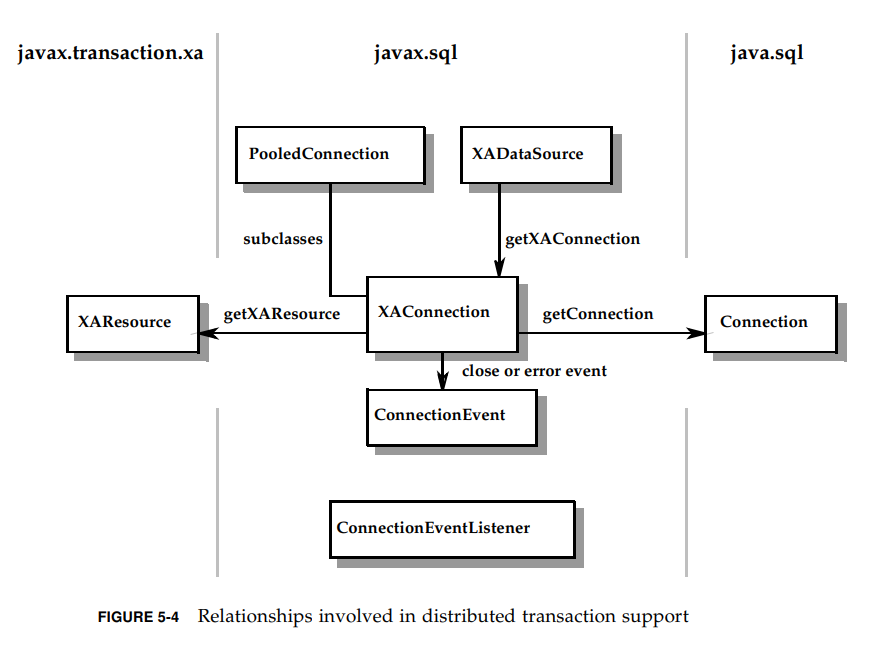 javax.transaction.xa
javax.sql
java.sql
PooledConnection
XADataSource
subclasses
getXAConnection
XAResource
getXAResource
XAConnection
getConnection
Connection
close or error event
ConnectionEvent
ConnectionEventListener
FIGURE 5-4 Relationships involved in distributed transaction support